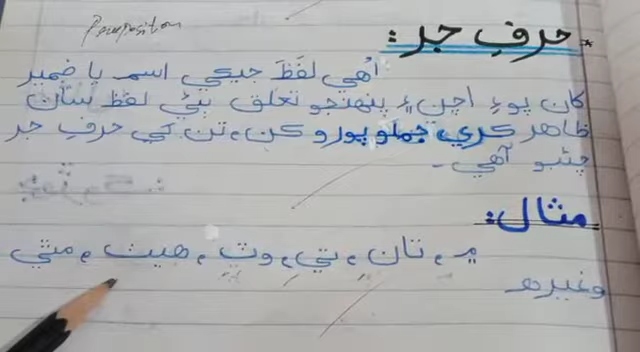 Preposition
حرفِ جر:
اُهي لفظ جيڪي اسم يا ضمير
کان پوءِ اچن ۽ پنهنجو تعلق ٻئي لفظ سان
ظاهر ڪري، جملو پورو ڪن، تن کي حرفِ جر
چئبو آهي۔
مثال:
۾، تان، تي، وٽ، هيٺ، مٿي
وغيره